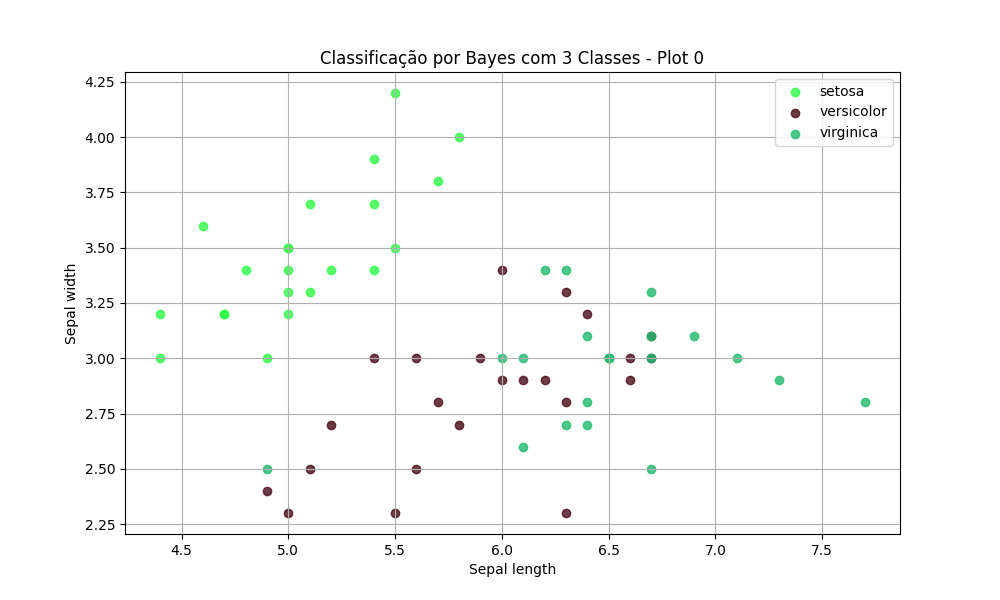 Classificação por Bayes com 3 Classes - Plot 0
setosa
versicolor
virginica
Sepal width
4.25
4.00
3.75
3.50
3.25
3.00
2.75
2.50
2.25
4.5 5.0 5.5 6.0 6.5 7.0 7.5
Sepal length